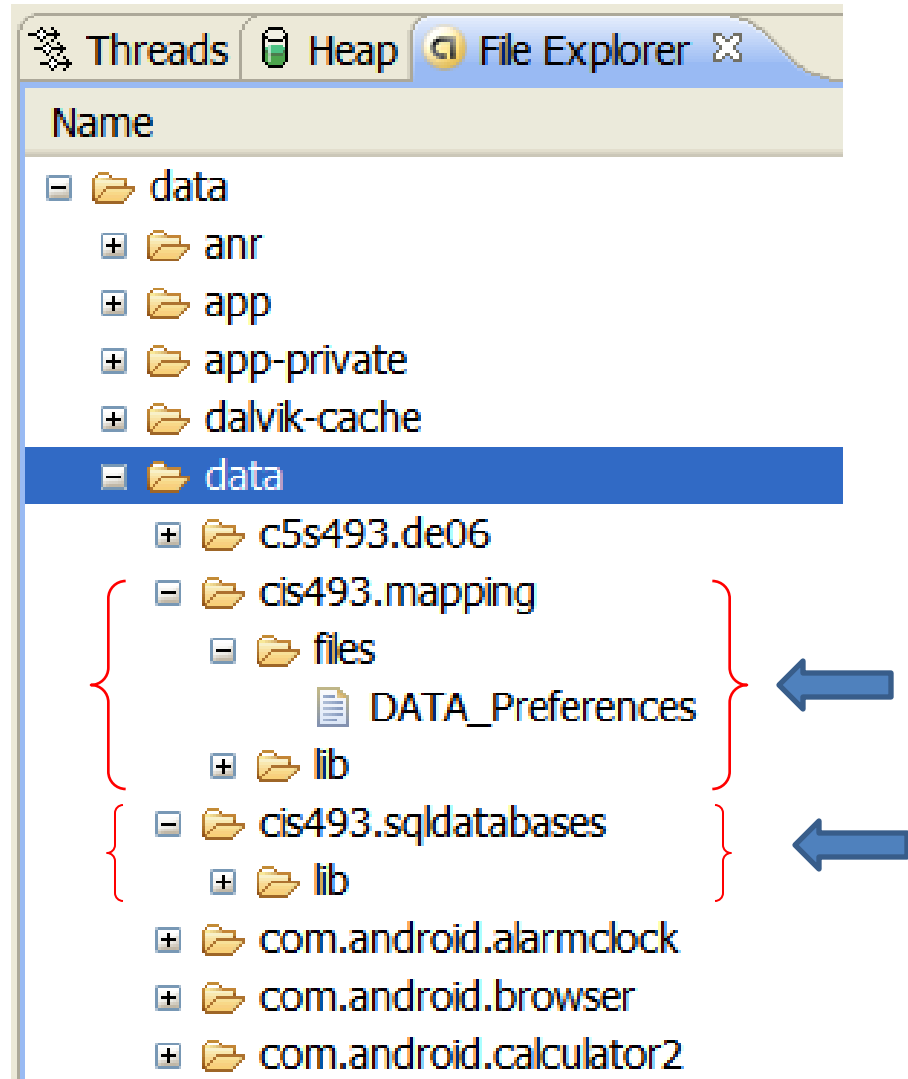 Threads Heap File Explorer
Name
data
anr
app
app-private
dalvik-cache
data
c5s493.de06
cis493.mapping
files
DATA_Preferences
lib
cis493.sqldatabases
lib
com.android.alarmclock
com.android.browser
com.android.calculator2